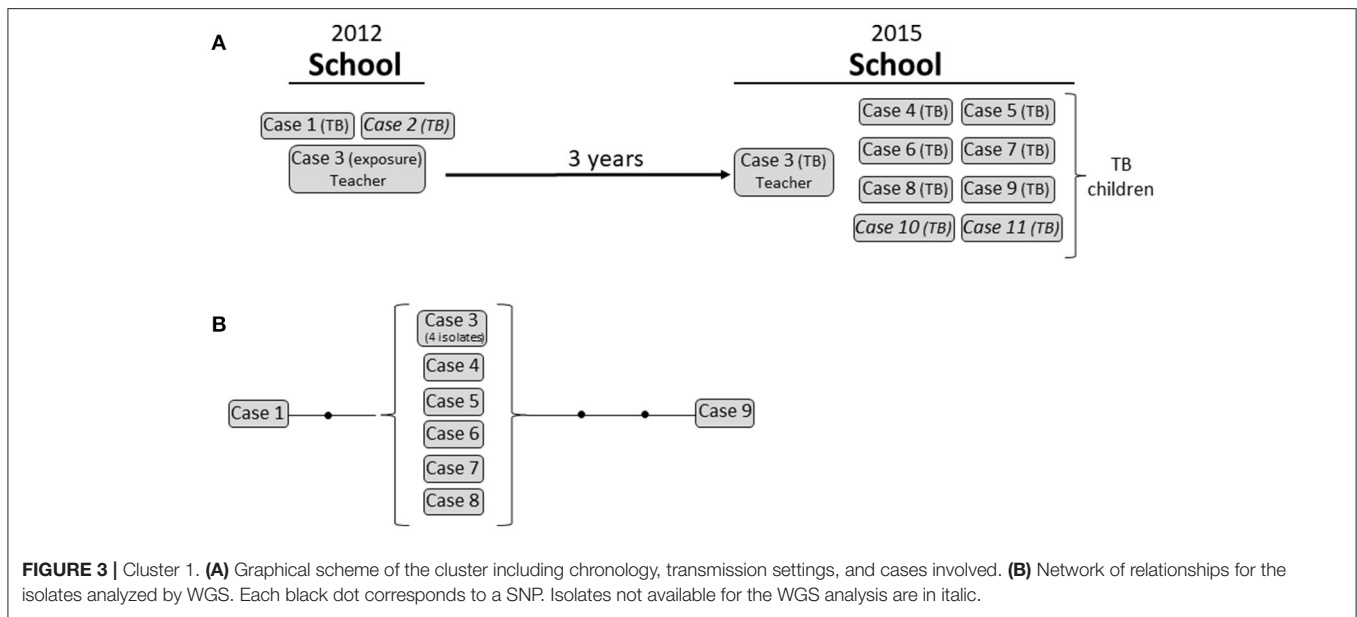 A
2012
School
Case 1 (TB)
Case 2 (TB)
Case 3 (exposure)
Teacher
3 years
2015
School
Case 3 (TB)
Teacher
Case 4 (TB)
Case 5 (TB)
Case 6 (TB)
Case 7 (TB)
Case 8 (TB)
Case 9 (TB)
Case 10 (TB)
Case 11 (TB)
TB
children
B
Case 1
Case 3
(4 isolates)
Case 4
Case 5
Case 6
Case 7
Case 8
Case 9
FIGURE 3 | Cluster 1. (A) Graphical scheme of the cluster including chronology, transmission settings, and cases involved. (B) Network of relationships for the
isolates analyzed by WGS. Each black dot corresponds to a SNP. Isolates not available for the WGS analysis are in italic.